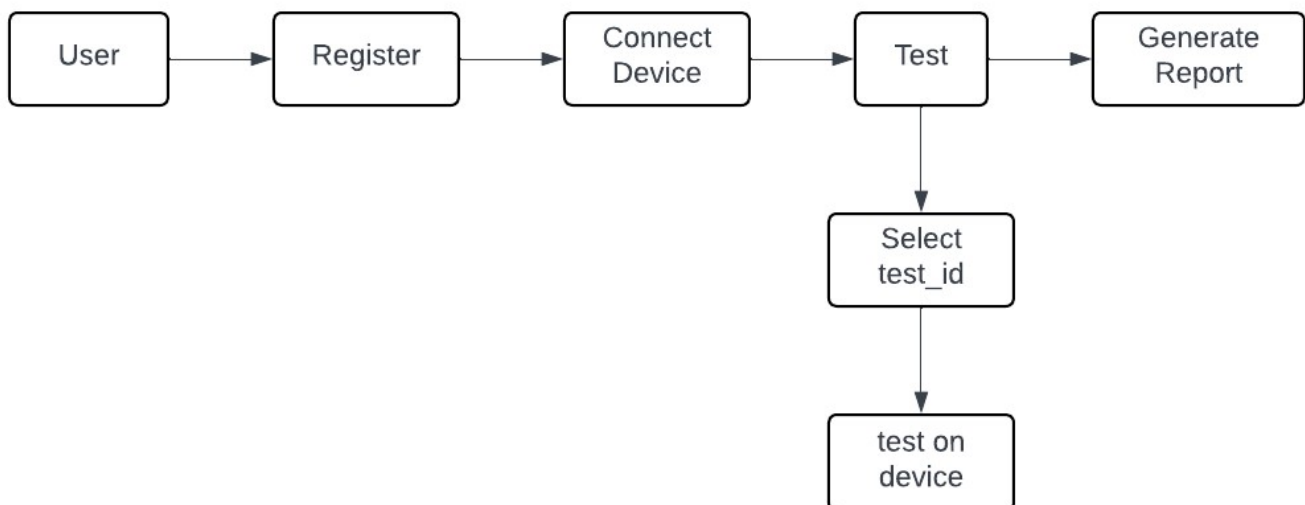 User
Register
Connect
Device
Test
Generate
Report
Select
test_id
test on
device